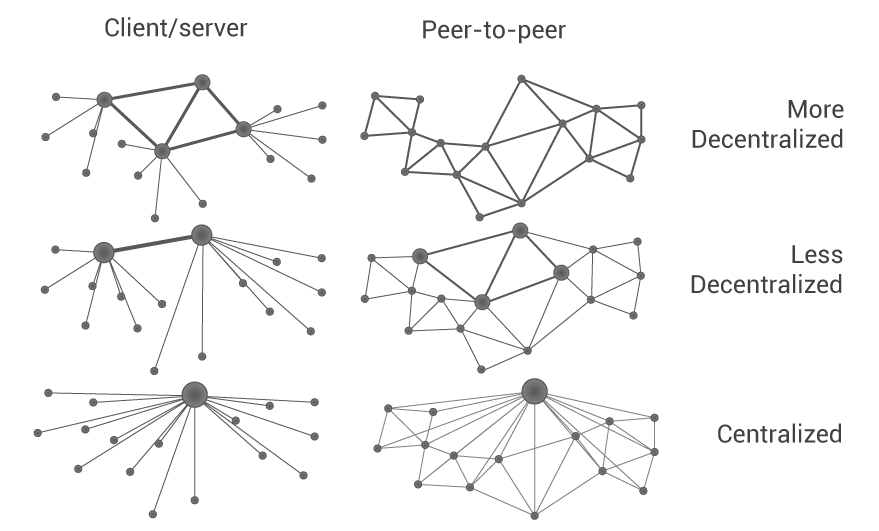 Client/server
Peer-to-peer
More
Decentralized
Less
Decentralized
Centralized